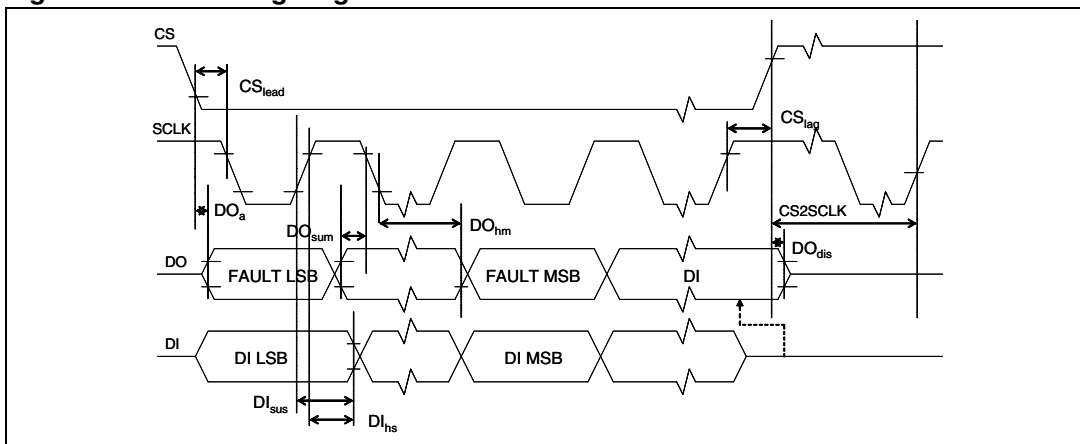 CS
CSlead
CSlag
SCLK
DOa
DOsum
DOhm
CS2SCLK
DOdis
DO
FAULT LSB
FAULT MSB
DI
DI
DI LSB
DI MSB
DIsus
DIhs